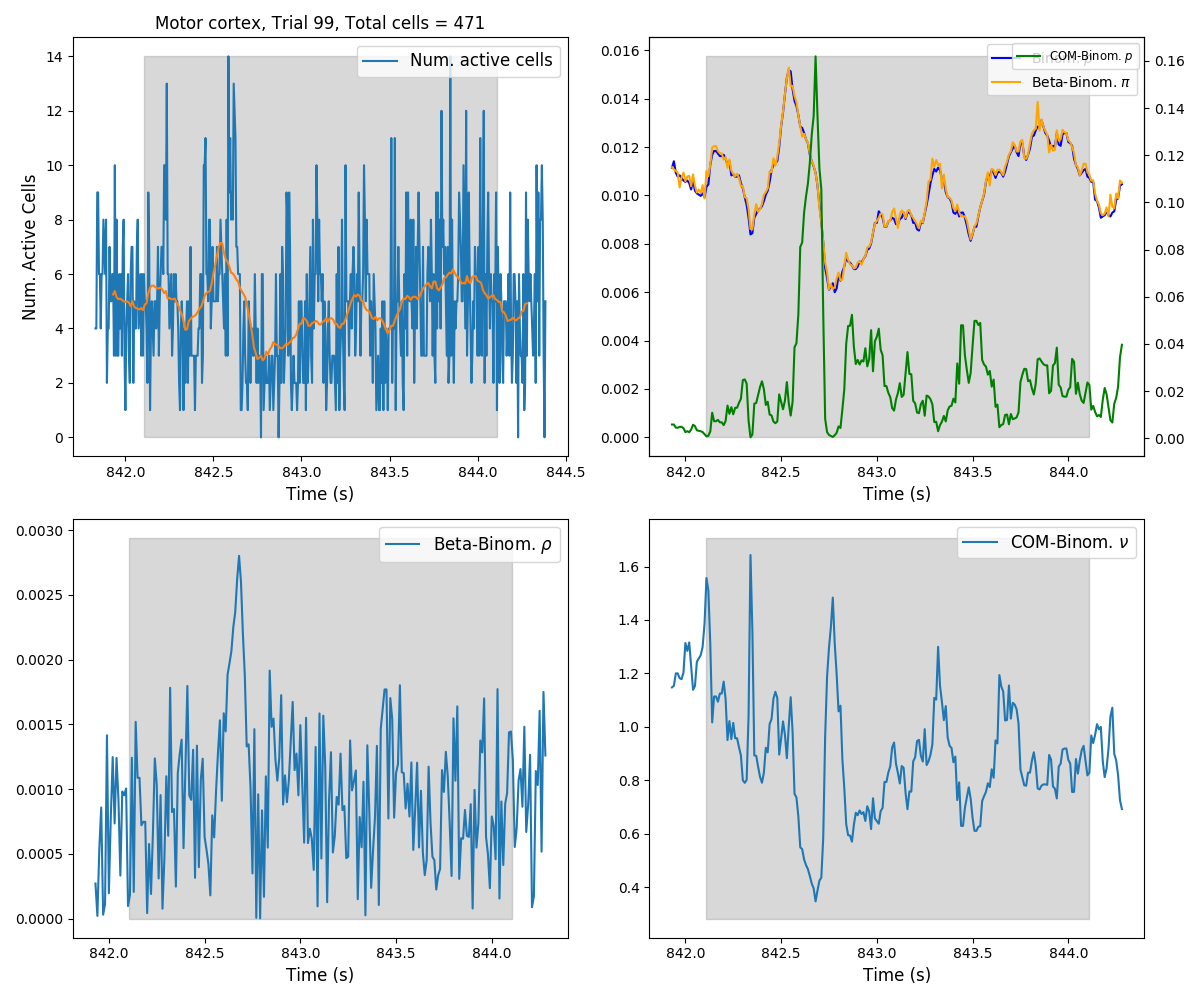 Motor cortex, Trial 99, Total cells = 471
Num. active cells
Num. Active Cells
14
12
10
8
6
4
2
0
842.0 842.5 843.0 843.5 844.0 844.5
Time (s)
COM-Binom. p
Beta-Binom. π
0.016
0.014
0.012
0.010
0.008
0.006
0.004
0.002
0.000
0.16
0.14
0.12
0.10
0.08
0.06
0.04
0.02
0.00
842.0 842.5 843.0 843.5 844.0
Time (s)
Beta-Binom. ρ
0.0030
0.0025
0.0020
0.0015
0.0010
0.0005
0.0000
842.0 842.5 843.0 843.5 844.0
Time (s)
COM-Binom. ν
1.6
1.4
1.2
1.0
0.8
0.6
0.4
842.0 842.5 843.0 843.5 844.0
Time (s)